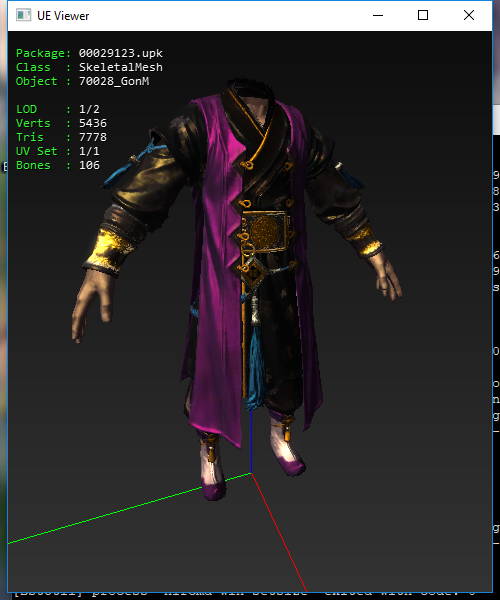 UE Viewer
Package: 00029123.upk
Class : SkeletalMesh
Object : 70028_GonM
LOD : 1/2
Verts : 5436
Tris : 7778
UV Set : 1/1
Bones : 106